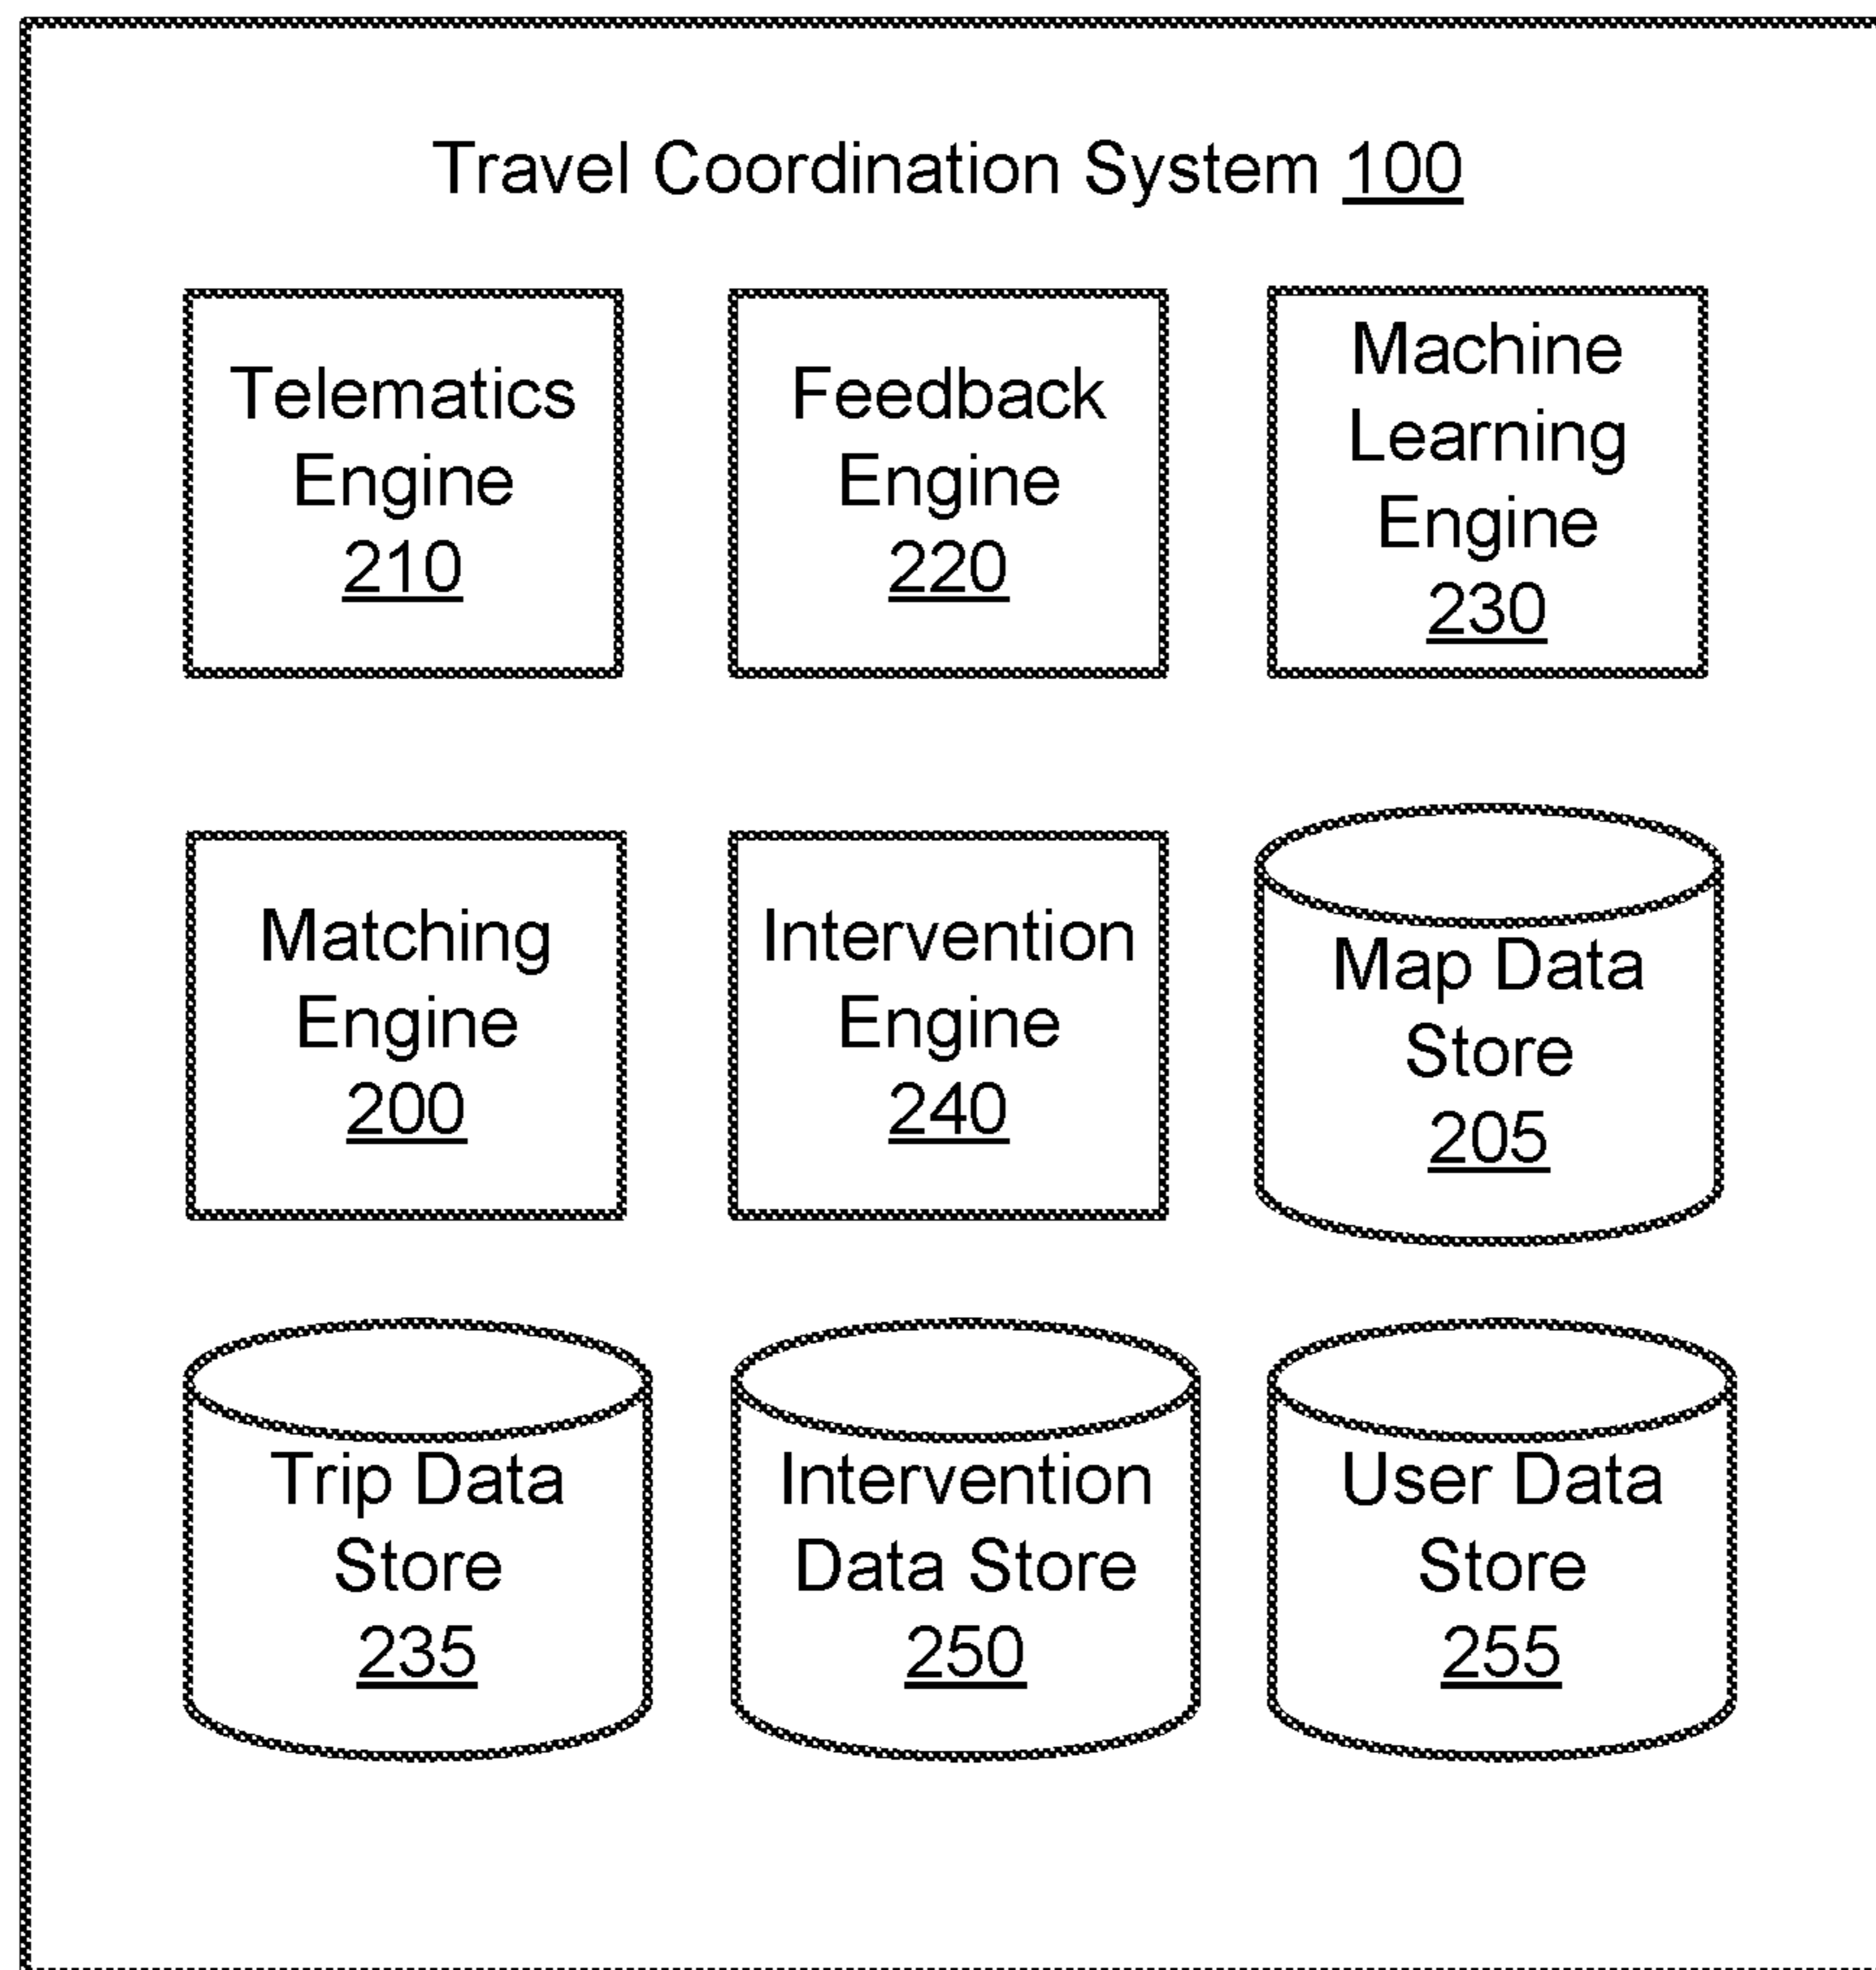 Travel Coordination System 100
Telematics
Engine
210
Feedback
Engine
220
Machine
Learning
Engine
230
Matching
Engine
200
Intervention
Engine
240
Map Data
Store
205
Trip Data
Store
235
Intervention
Data Store
250
User Data
Store
255